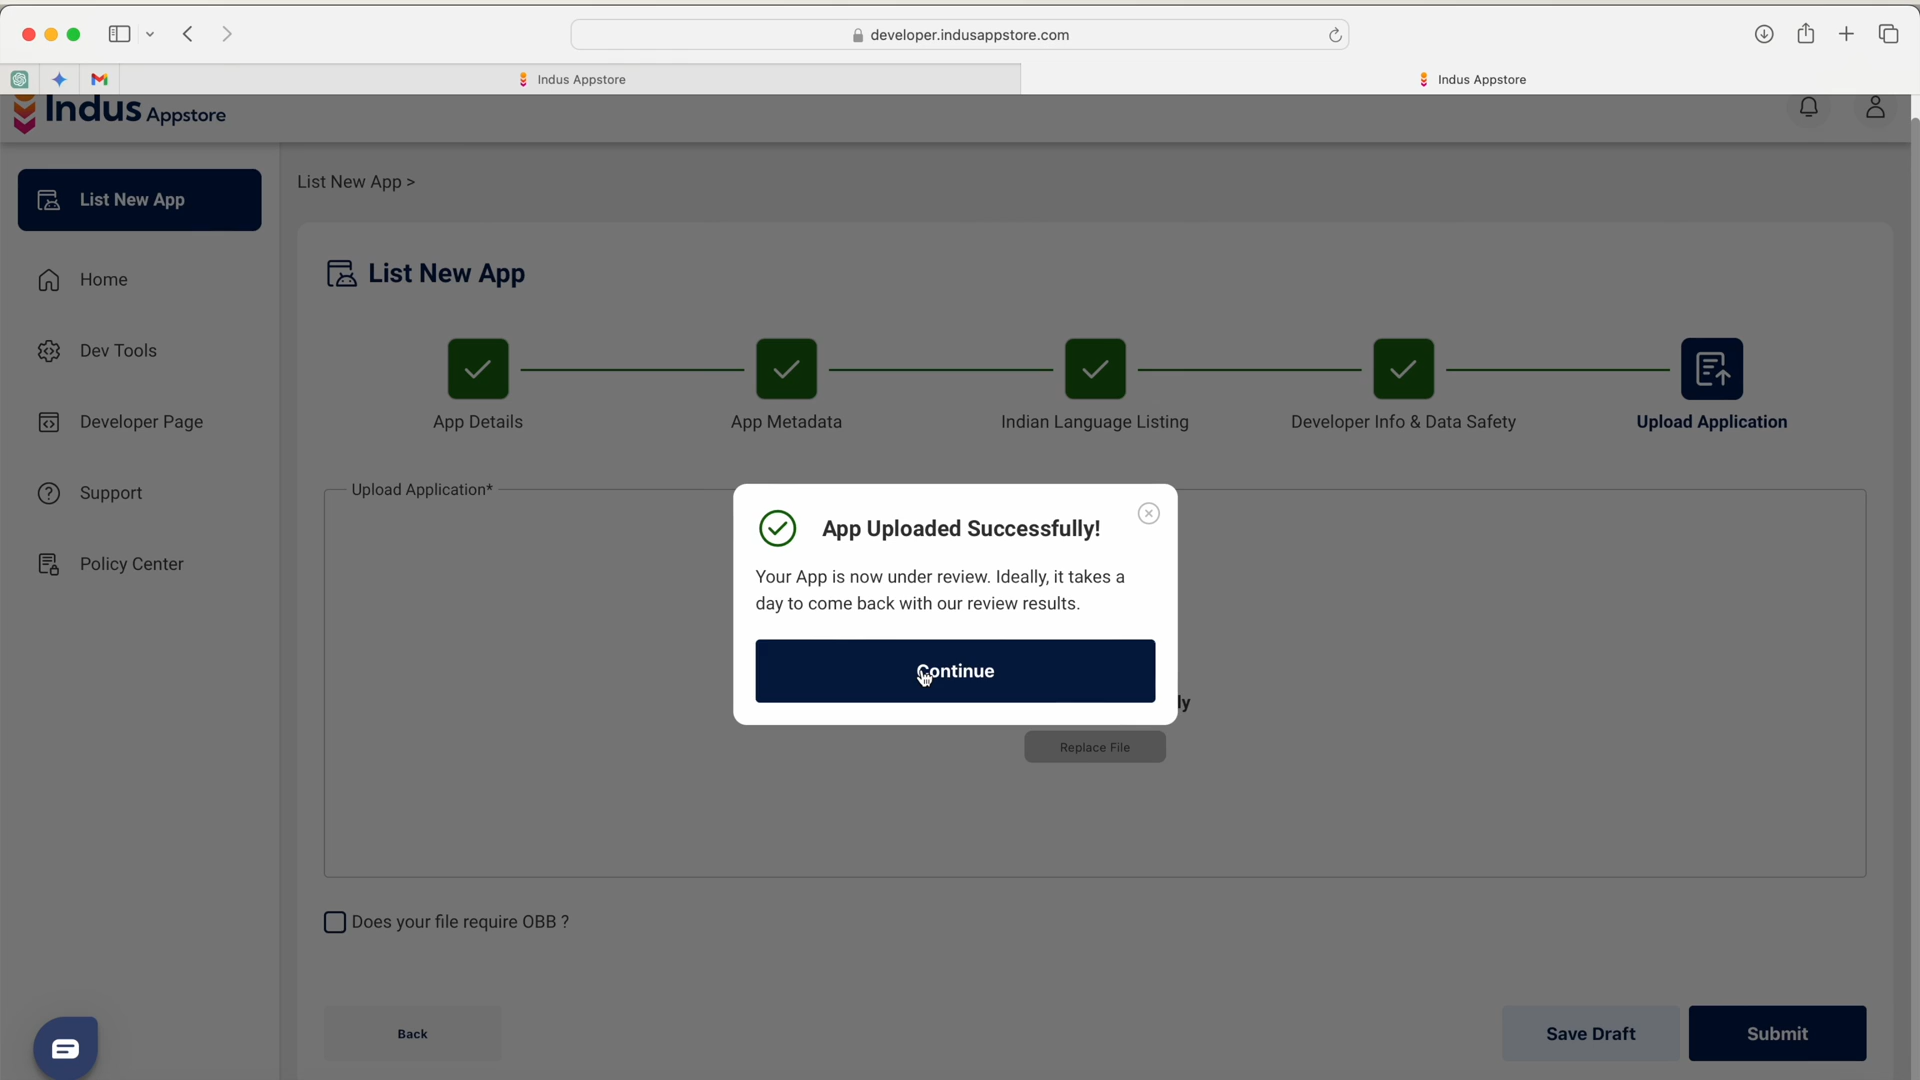 developer.indusappstore.com
Indus Appstore
Indus Appstore
Indus Appstore
List New App
Home
Dev Tools
Developer Page
Support
Policy Center
List New App >
List New App
App Details
App Metadata
Indian Language Listing
Developer Info & Data Safety
Upload Application
Upload Application*
App Uploaded Successfully!
Your App is now under review. Ideally, it takes a
day to come back with our review results.
Continue
ly
Replace File
Does your file require OBB ?
Back
Save Draft
Submit